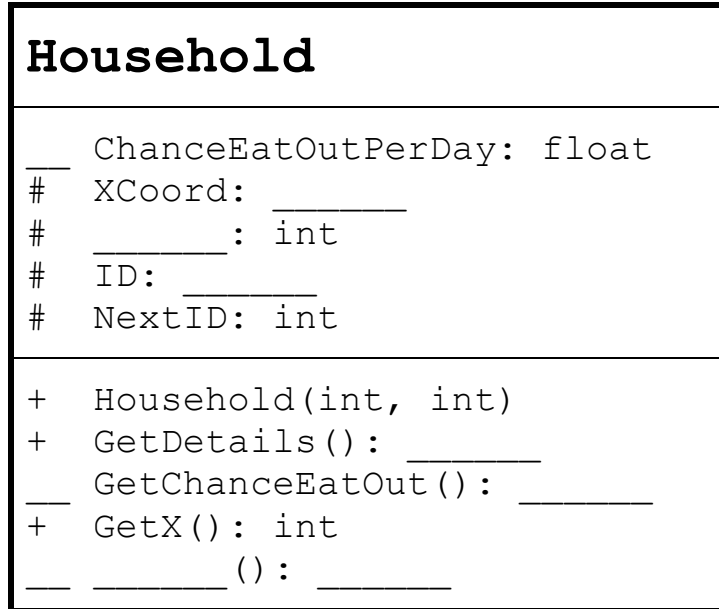 Household
__ ChanceEatOutPerDay: float
# XCoord: ______
# ______: int
# ID: ______
# NextID: int
+ Household(int, int)
+ GetDetails(): ______
__ GetChanceEatOut(): ______
+ GetX(): int
__ ______(): ______